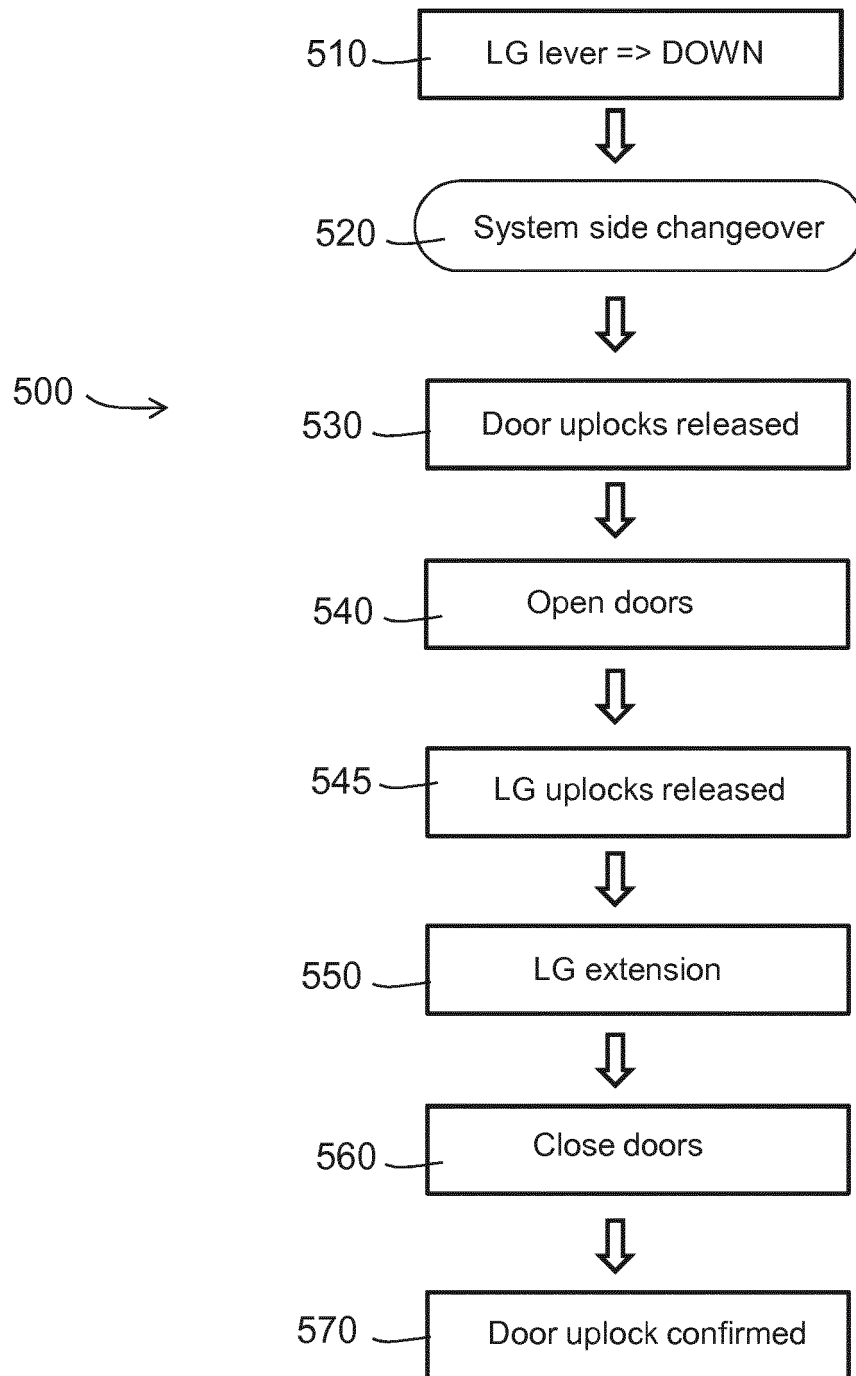 510 LG lever => DOWN
520 System side changeover
500
530 Door uplocks released
540 Open doors
545 LG uplocks released
550 LG extension
560 Close doors
570 Door uplock confirmed